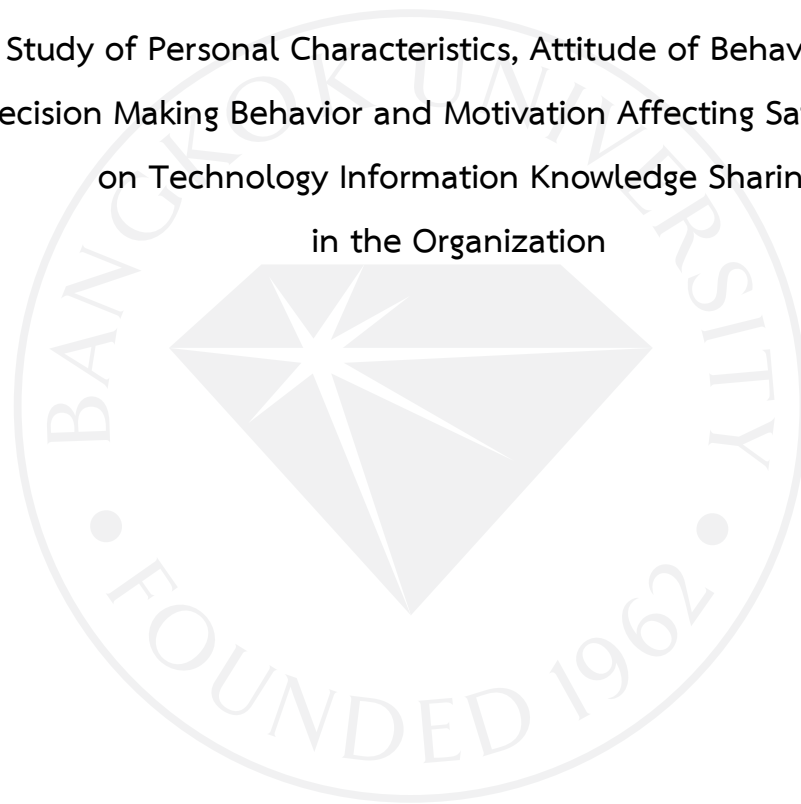 Study of Personal Characteristics, Attitude of Behav
ecision Making Behavior and Motivation Affecting Sa
on Technology Information Knowledge Sharin
in the Organization
BANGKOK UNIVERSITY
FOUNDED 1962